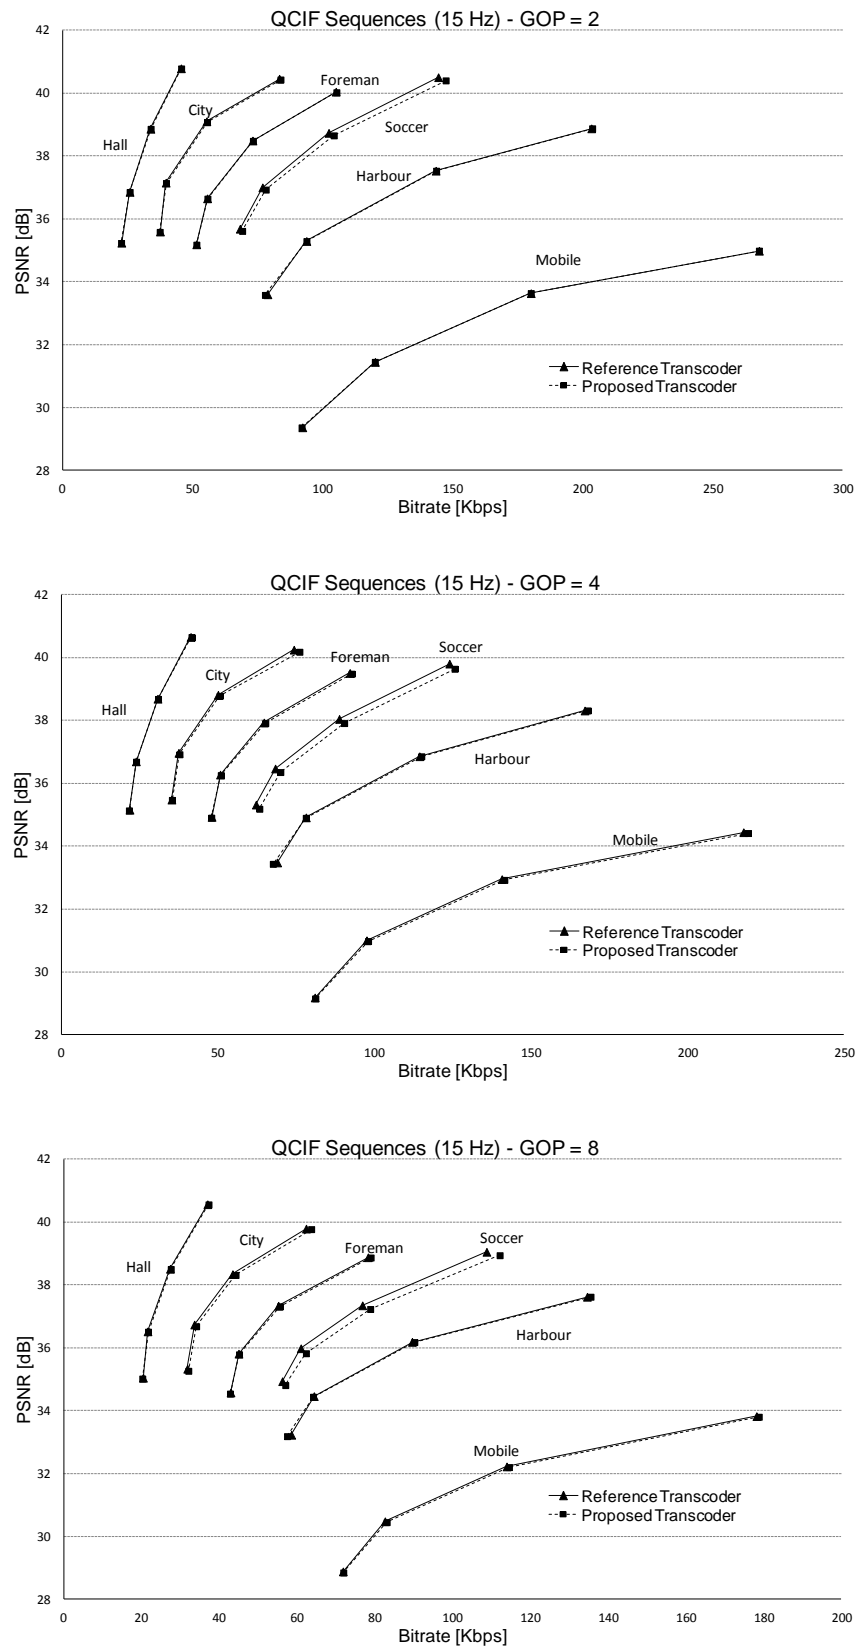 QCIF Sequences (15 Hz) - GOP = 2
42
40
38
36
34
32
30
28
PSNR [dB]
Hall
City
Foreman
Soccer
Harbour
Mobile
Reference Transcoder
Proposed Transcoder
0 50 100 150 200 250 300
Bitrate [Kbps]
QCIF Sequences (15 Hz) - GOP = 4
42
40
38
36
34
32
30
28
PSNR [dB]
Hall
City
Foreman
Soccer
Harbour
Mobile
Reference Transcoder
Proposed Transcoder
0 50 100 150 200 250
Bitrate [Kbps]
QCIF Sequences (15 Hz) - GOP = 8
42
40
38
36
34
32
30
28
PSNR [dB]
Hall
City
Foreman
Soccer
Harbour
Mobile
Reference Transcoder
Proposed Transcoder
0 20 40 60 80 100 120 140 160 180 200
Bitrate [Kbps]